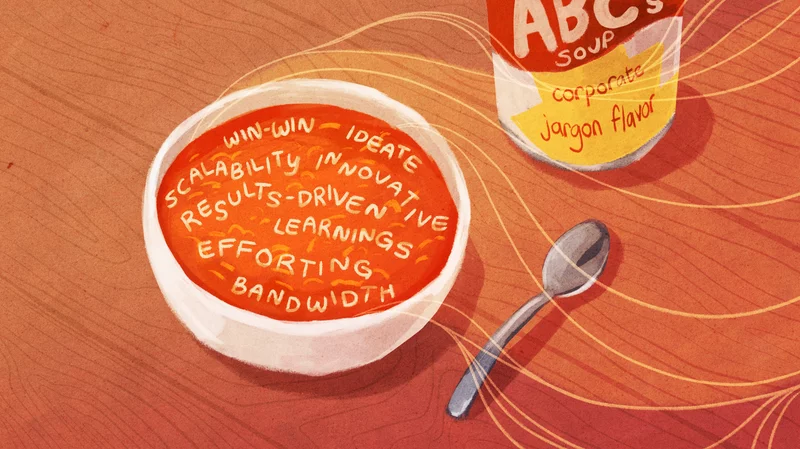 ABC's
SOUP
corporate
jargon flavor
WIN-WIN IDEATE
SCALABILITY INNOVATIVE
RESULTS-DRIVEN
LEARNINGS
EFFORTING
BANDWIDTH